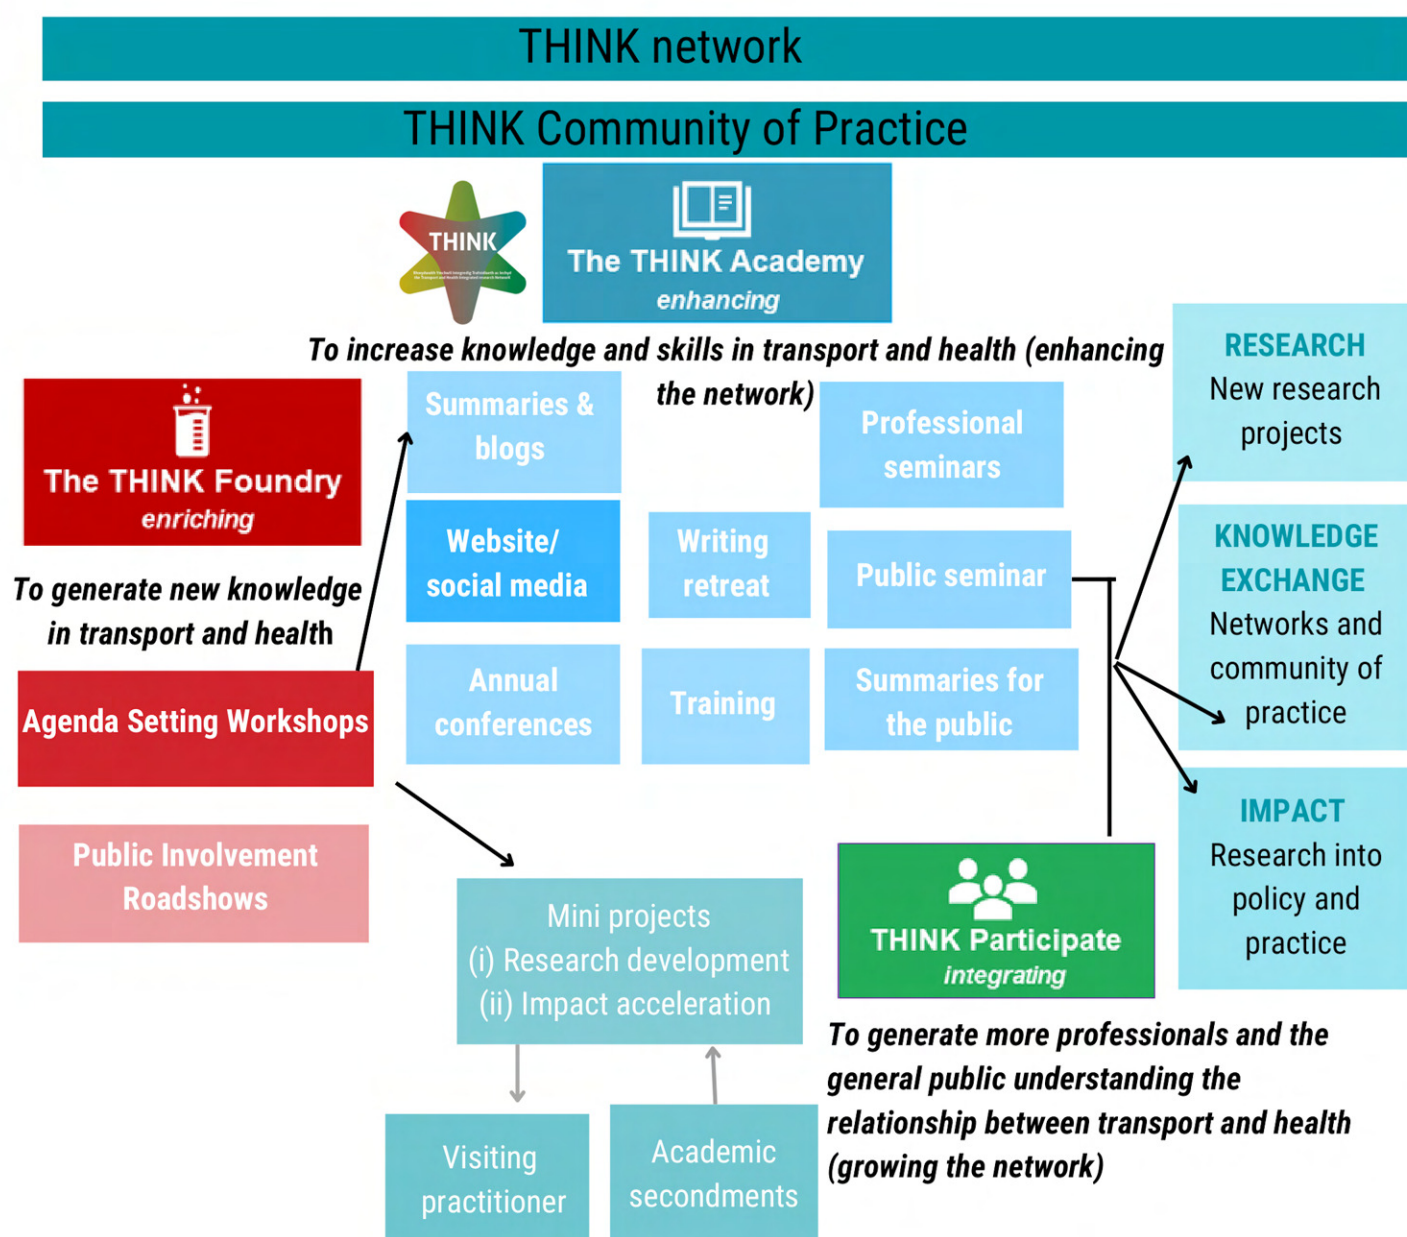 THINK network
THINK Community of Practice
THINK
The THINK Academy
enhancing
To increase knowledge and skills in transport and health (enhancing
the network)
The THINK Foundry
enriching
To generate new knowledge
in transport and health
Agenda Setting Workshops
Public Involvement
Roadshows
Summaries &
blogs
Website/
social media
Annual
conferences
Writing
retreat
Training
Professional
seminars
Public seminar
Summaries for
the public
RESEARCH
New research
projects
KNOWLEDGE
EXCHANGE
Networks and
community of
practice
IMPACT
Research into
policy and
practice
Mini projects
(i) Research development
(ii) Impact acceleration
Visiting
practitioner
Academic
secondments
THINK Participate
integrating
To generate more professionals and the
general public understanding the
relationship between transport and health
(growing the network)